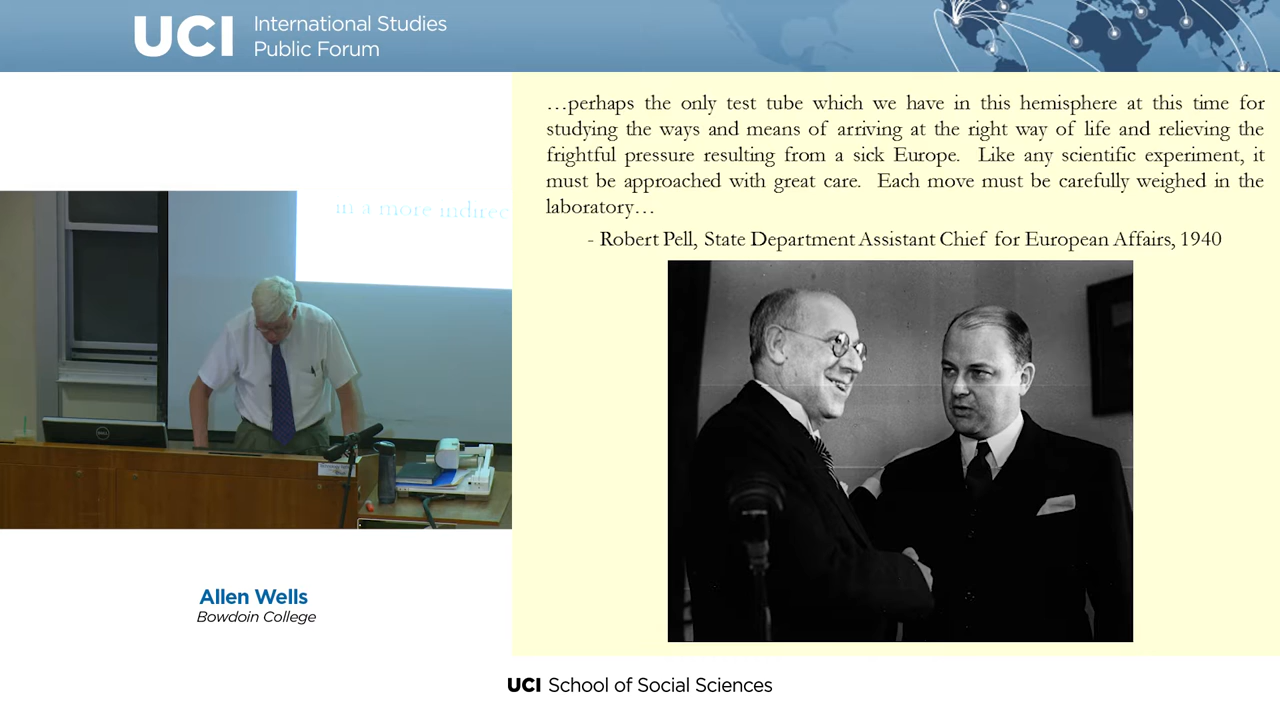 UCI International Studies
Public Forum
…perhaps the only test tube which we have in this hemisphere at this time for
studying the ways and means of arriving at the right way of life and relieving the
frightful pressure resulting from a sick Europe. Like any scientific experiment, it
must be approached with great care. Each move must be carefully weighed in the
laboratory…
- Robert Pell, State Department Assistant Chief for European Affairs, 1940
in a more indirec
DELL
Allen Wells
Bowdoin College
UCI School of Social Sciences